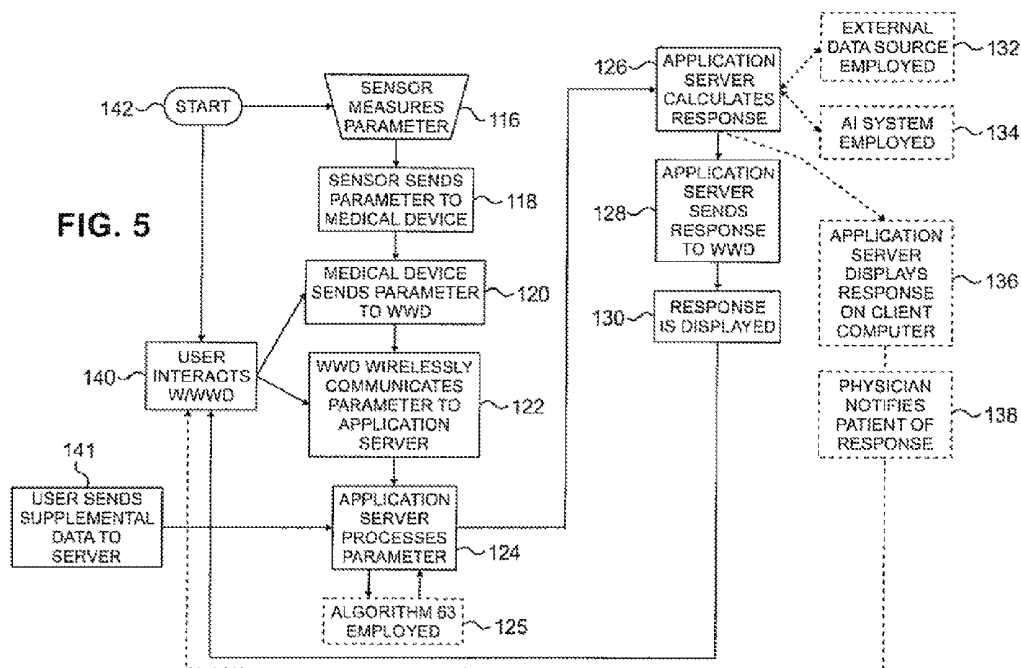 142
START
SENSOR
MEASURES
PARAMETER
116
SENSOR SENDS
PARAMETER TO
MEDICAL DEVICE
118
FIG. 5
MEDICAL DEVICE
SENDS PARAMETER
TO WWD
120
140
USER
INTERACTS
W/WWD
WWD WIRELESSLY
COMMUNICATES
PARAMETER TO
APPLICATION
SERVER
122
141
USER SENDS
SUPPLEMENTAL
DATA TO
SERVER
APPLICATION
SERVER
PROCESSES
PARAMETER
124
ALGORITHM 63
EMPLOYED
125
126
APPLICATION
SERVER
CALCULATES
RESPONSE
EXTERNAL
DATA SOURCE
EMPLOYED
132
AI SYSTEM
EMPLOYED
134
128
APPLICATION
SERVER
SENDS
RESPONSE
TO WWD
130
RESPONSE
IS DISPLAYED
APPLICATION
SERVER
DISPLAYS
RESPONSE
ON CLIENT
COMPUTER
136
PHYSICIAN
NOTIFIES
PATIENT OF
RESPONSE
138